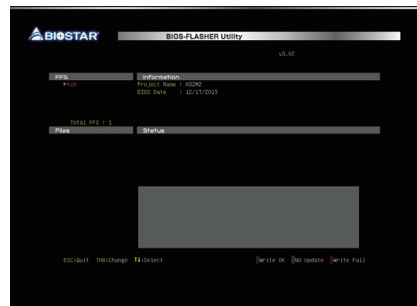 BIOSTAR
BIOS-FLASHER Utility
v3.02
FFS
Information
fs0
Project Name : A32M2
BIOS Date : 12/17/2019
Total FFS : 1
Files
Status
ESC:Quit TAB:Change ↑↓:Select
Write OK NO Update Write Fail